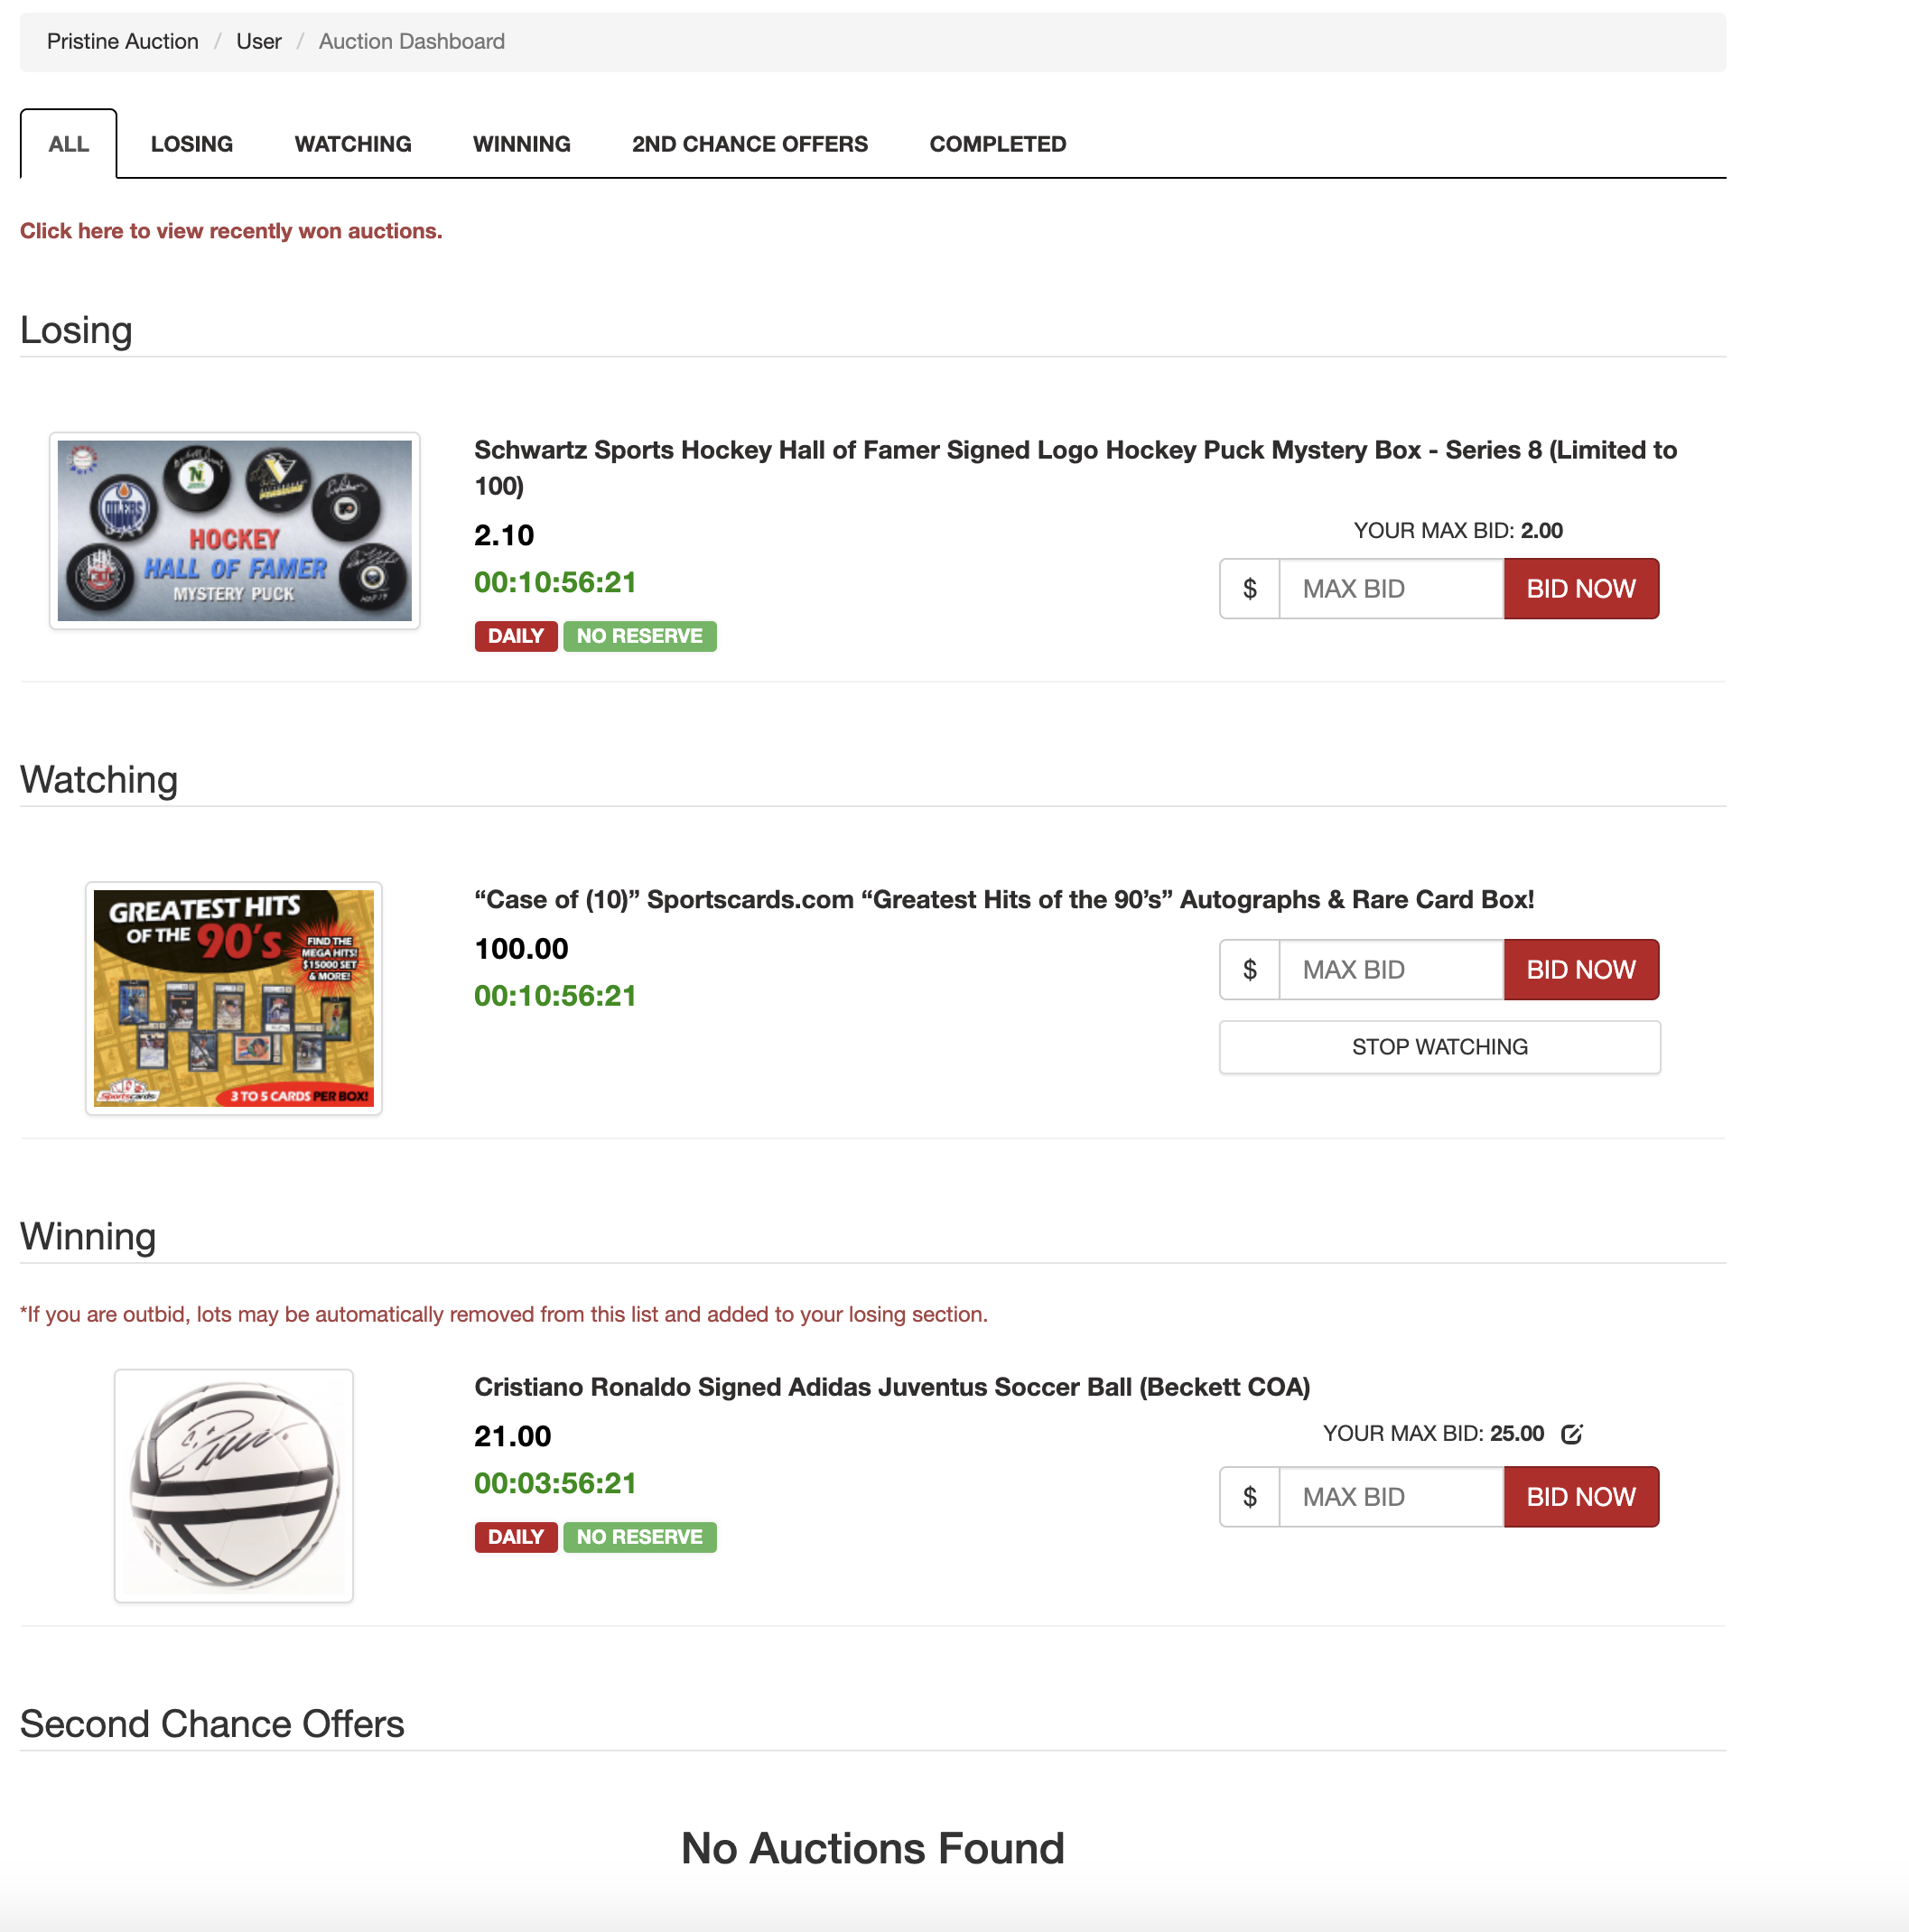 Pristine Auction / User / Auction Dashboard
ALL LOSING WATCHING WINNING 2ND CHANCE OFFERS COMPLETED
Click here to view recently won auctions.
Losing
OILERS
N
HOCKEY
HALL OF FAMER
MYSTERY PUCK
Schwartz Sports Hockey Hall of Famer Signed Logo Hockey Puck Mystery Box - Series 8 (Limited to
100)
2.10
YOUR MAX BID: 2.00
00:10:56:21
$ MAX BID BID NOW
DAILY NO RESERVE
Watching
GREATEST HITS
OF THE 90's
FIND THE
MEGA HITS!
$15000 SET
& MORE!
Sportscards
3 TO 5 CARDS PER BOX!
“Case of (10)” Sportscards.com “Greatest Hits of the 90’s” Autographs & Rare Card Box!
100.00
$ MAX BID BID NOW
00:10:56:21
STOP WATCHING
Winning
*If you are outbid, lots may be automatically removed from this list and added to your losing section.
Cristiano Ronaldo Signed Adidas Juventus Soccer Ball (Beckett COA)
21.00
YOUR MAX BID: 25.00
00:03:56:21
$ MAX BID BID NOW
DAILY NO RESERVE
Second Chance Offers
No Auctions Found